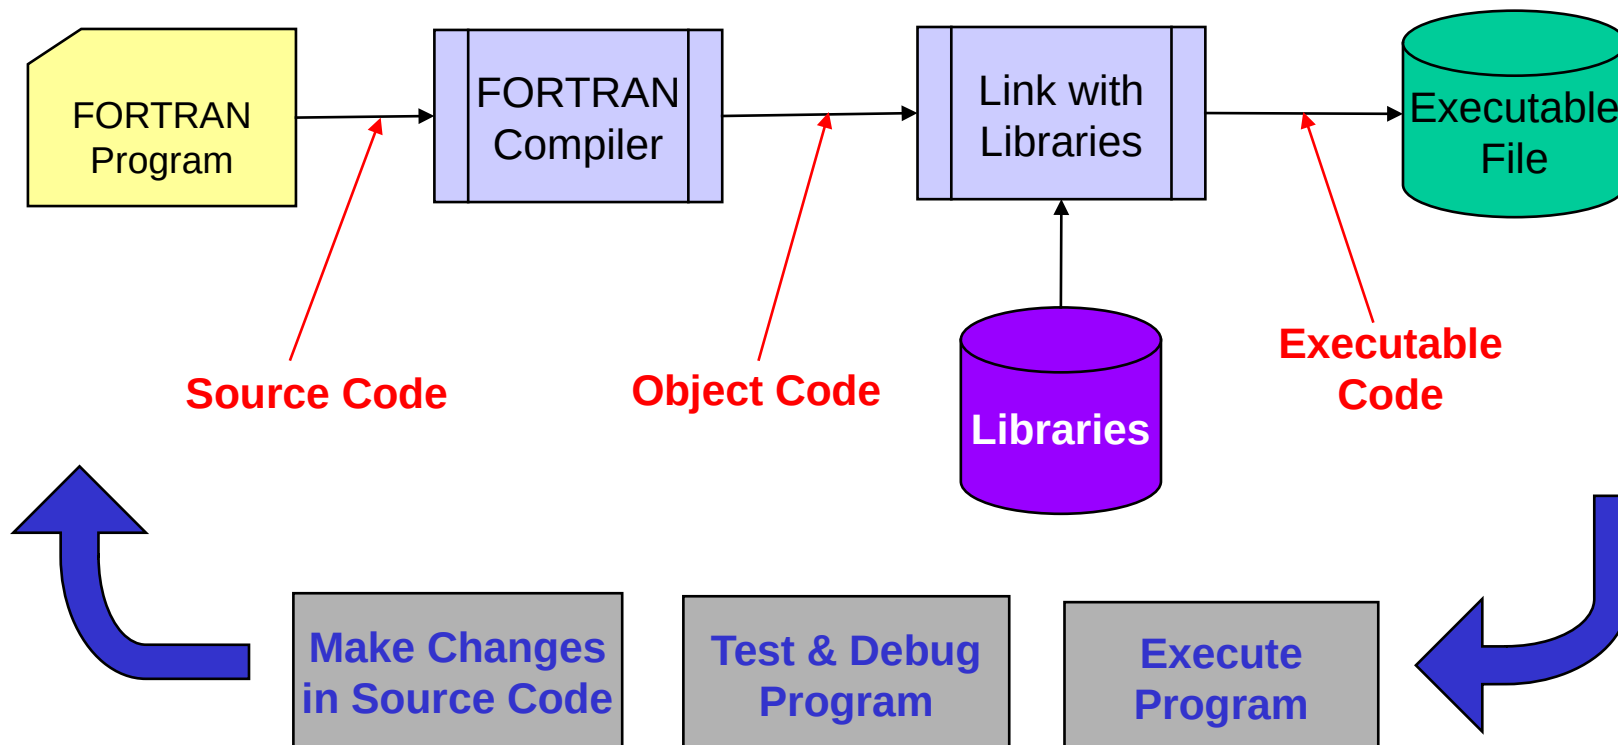 FORTRAN
Program
FORTRAN
Compiler
Link with
Libraries
Executable
File
Source Code
Object Code
Libraries
Executable
Code
Make Changes
in Source Code
Test & Debug
Program
Execute
Program